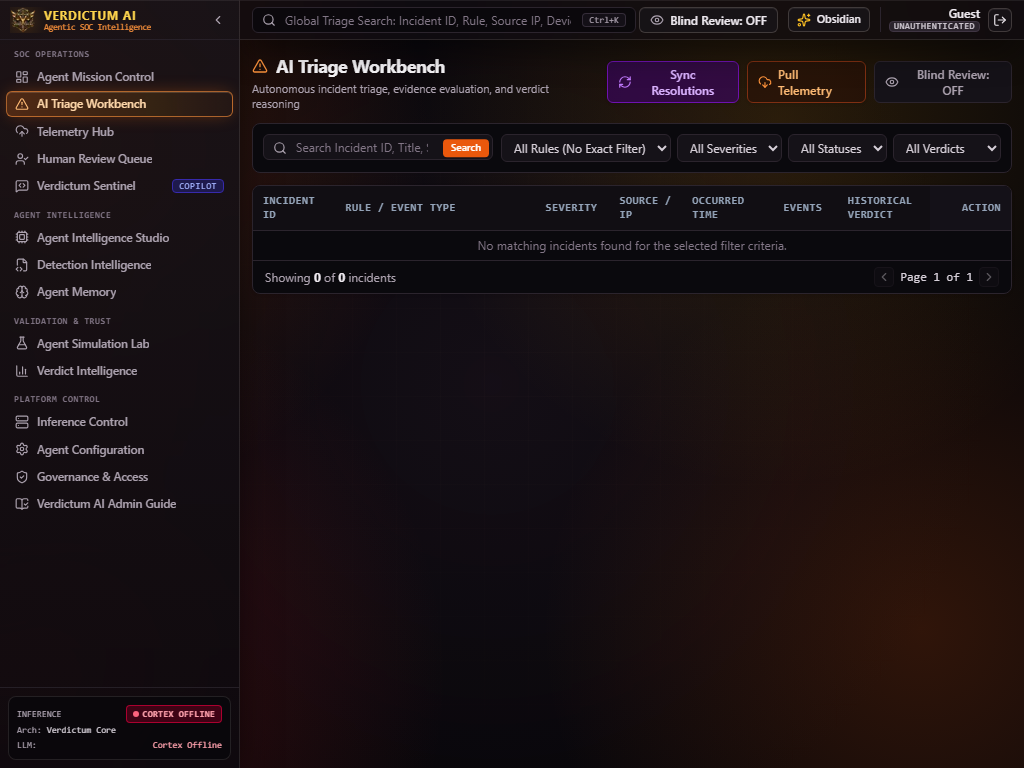 VERDICTUM AI
Agentic SOC Intelligence
SOC OPERATIONS
Agent Mission Control
AI Triage Workbench
Telemetry Hub
Human Review Queue
Verdictum Sentinel COPILOT
AGENT INTELLIGENCE
Agent Intelligence Studio
Detection Intelligence
Agent Memory
VALIDATION & TRUST
Agent Simulation Lab
Verdict Intelligence
PLATFORM CONTROL
Inference Control
Agent Configuration
Governance & Access
Verdictum AI Admin Guide
INFERENCE CORTEX OFFLINE
Arch: Verdictum Core
LLM: Cortex Offline
Global Triage Search: Incident ID, Rule, Source IP, Devi Ctrl+K
Blind Review: OFF
Obsidian
Guest
UNAUTHENTICATED
AI Triage Workbench
Autonomous incident triage, evidence evaluation, and verdict
reasoning
Sync
Resolutions
Pull
Telemetry
Blind Review:
OFF
Search Incident ID, Title, Search
All Rules (No Exact Filter)
All Severities
All Statuses
All Verdicts
INCIDENT
ID
RULE / EVENT TYPE
SEVERITY
SOURCE /
IP
OCCURRED
TIME
EVENTS
HISTORICAL
VERDICT
ACTION
No matching incidents found for the selected filter criteria.
Showing 0 of 0 incidents
Page 1 of 1